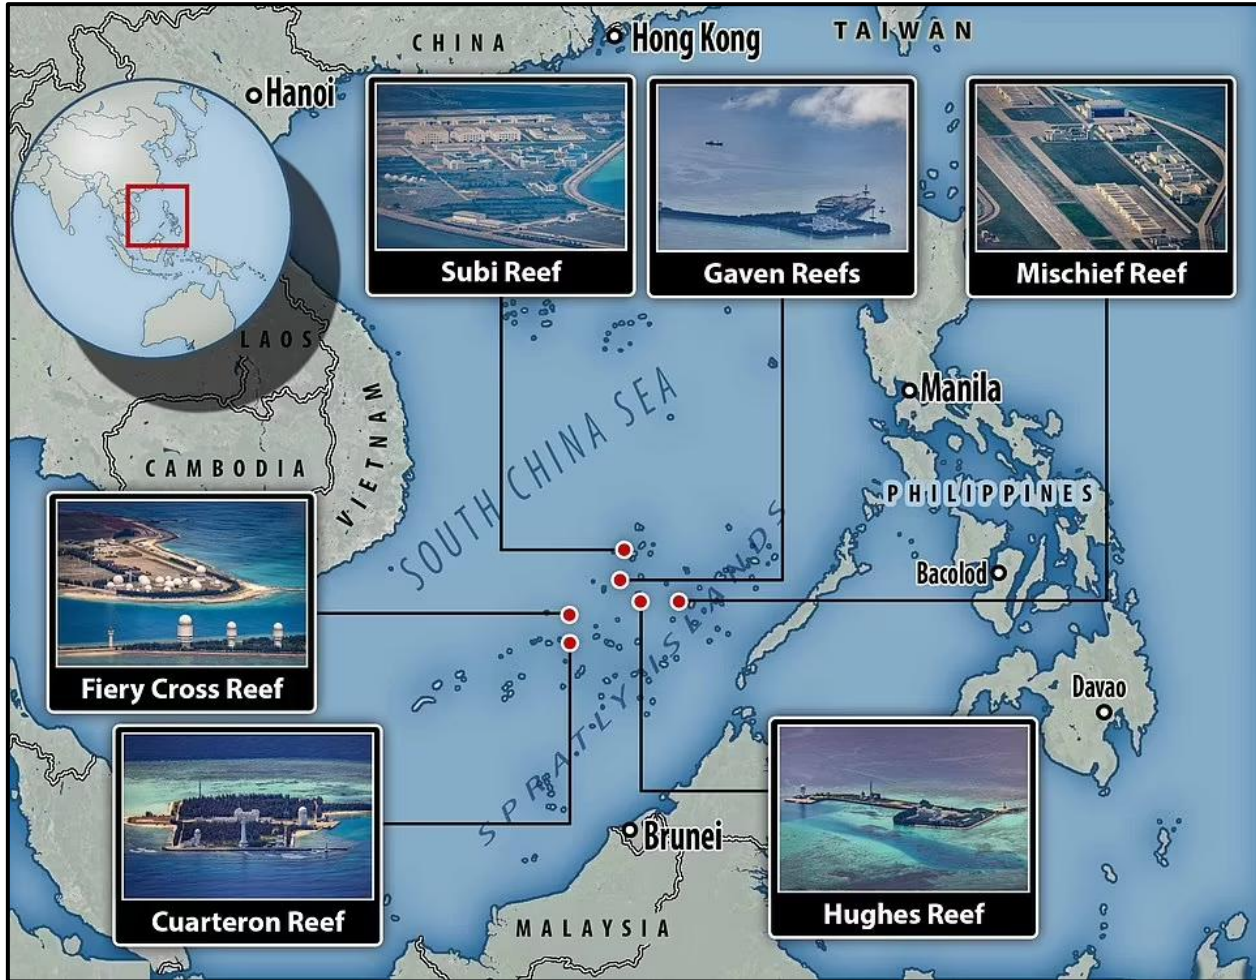 CHINA
Hong Kong
TAIWAN
Hanoi
Subi Reef
Gaven Reefs
Mischief Reef
LAOS
VIETNAM
CAMBODIA
SOUTH CHINA SEA
Manila
PHILIPPINES
Bacolod
SPRATLY ISLANDS
Fiery Cross Reef
Davao
Cuarteron Reef
Brunei
Hughes Reef
MALAYSIA